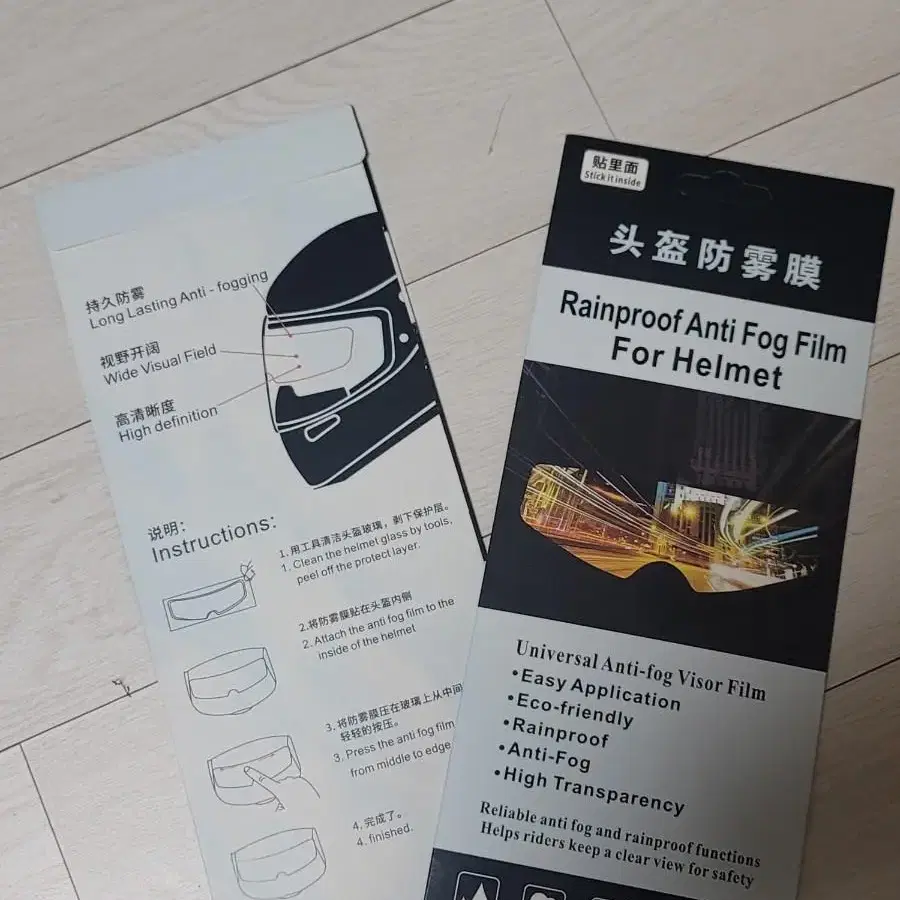 持久防雾
Long Lasting Anti - fogging
视野开阔
Wide Visual Field
高清晰度
High definition
说明:
Instructions:
1. 用工具清洁头盔玻璃，剥下保护层。
1. Clean the helmet glass by tools,
peel off the protect layer.
2.将防雾膜贴在头盔内侧
2. Attach the anti fog film to the
inside of the helmet
3. 将防雾膜压在玻璃上从中间
轻轻的按压。
3. Press the anti fog film
from middle to edge
4. 完成了。
4. finished.
贴里面
Stick it inside
头盔防雾膜
Rainproof Anti Fog Film
For Helmet
Universal Anti-fog Visor Film
•Easy Application
•Eco-friendly
•Rainproof
•Anti-Fog
•High Transparency
Reliable anti fog and rainproof functions
Helps riders keep a clear view for safety